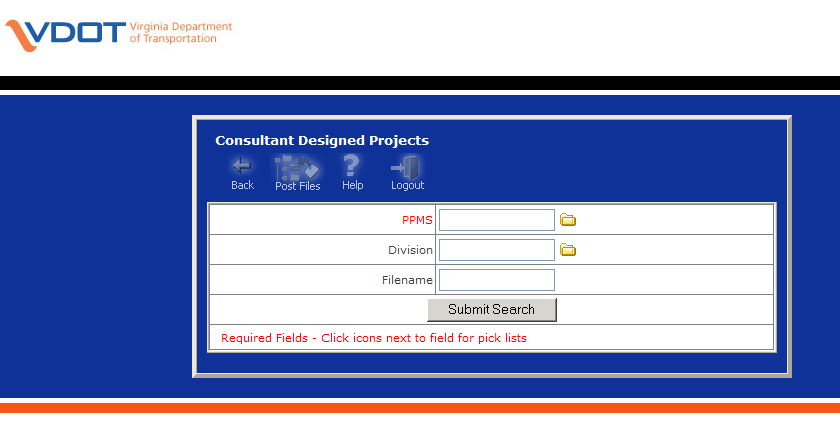 VDOT Virginia Department
of Transportation
Consultant Designed Projects
Back Post Files Help Logout
PPMS
Division
Filename
Submit Search
Required Fields - Click icons next to field for pick lists